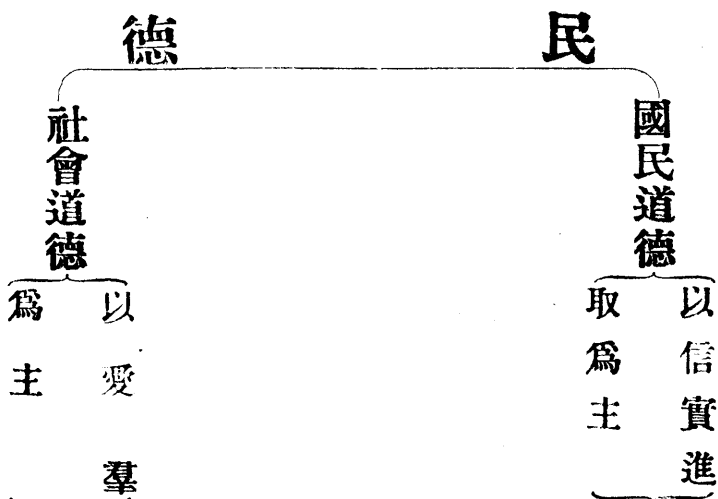 民德
國民道德
以信實進
取爲主
社會道德
以愛羣
爲主